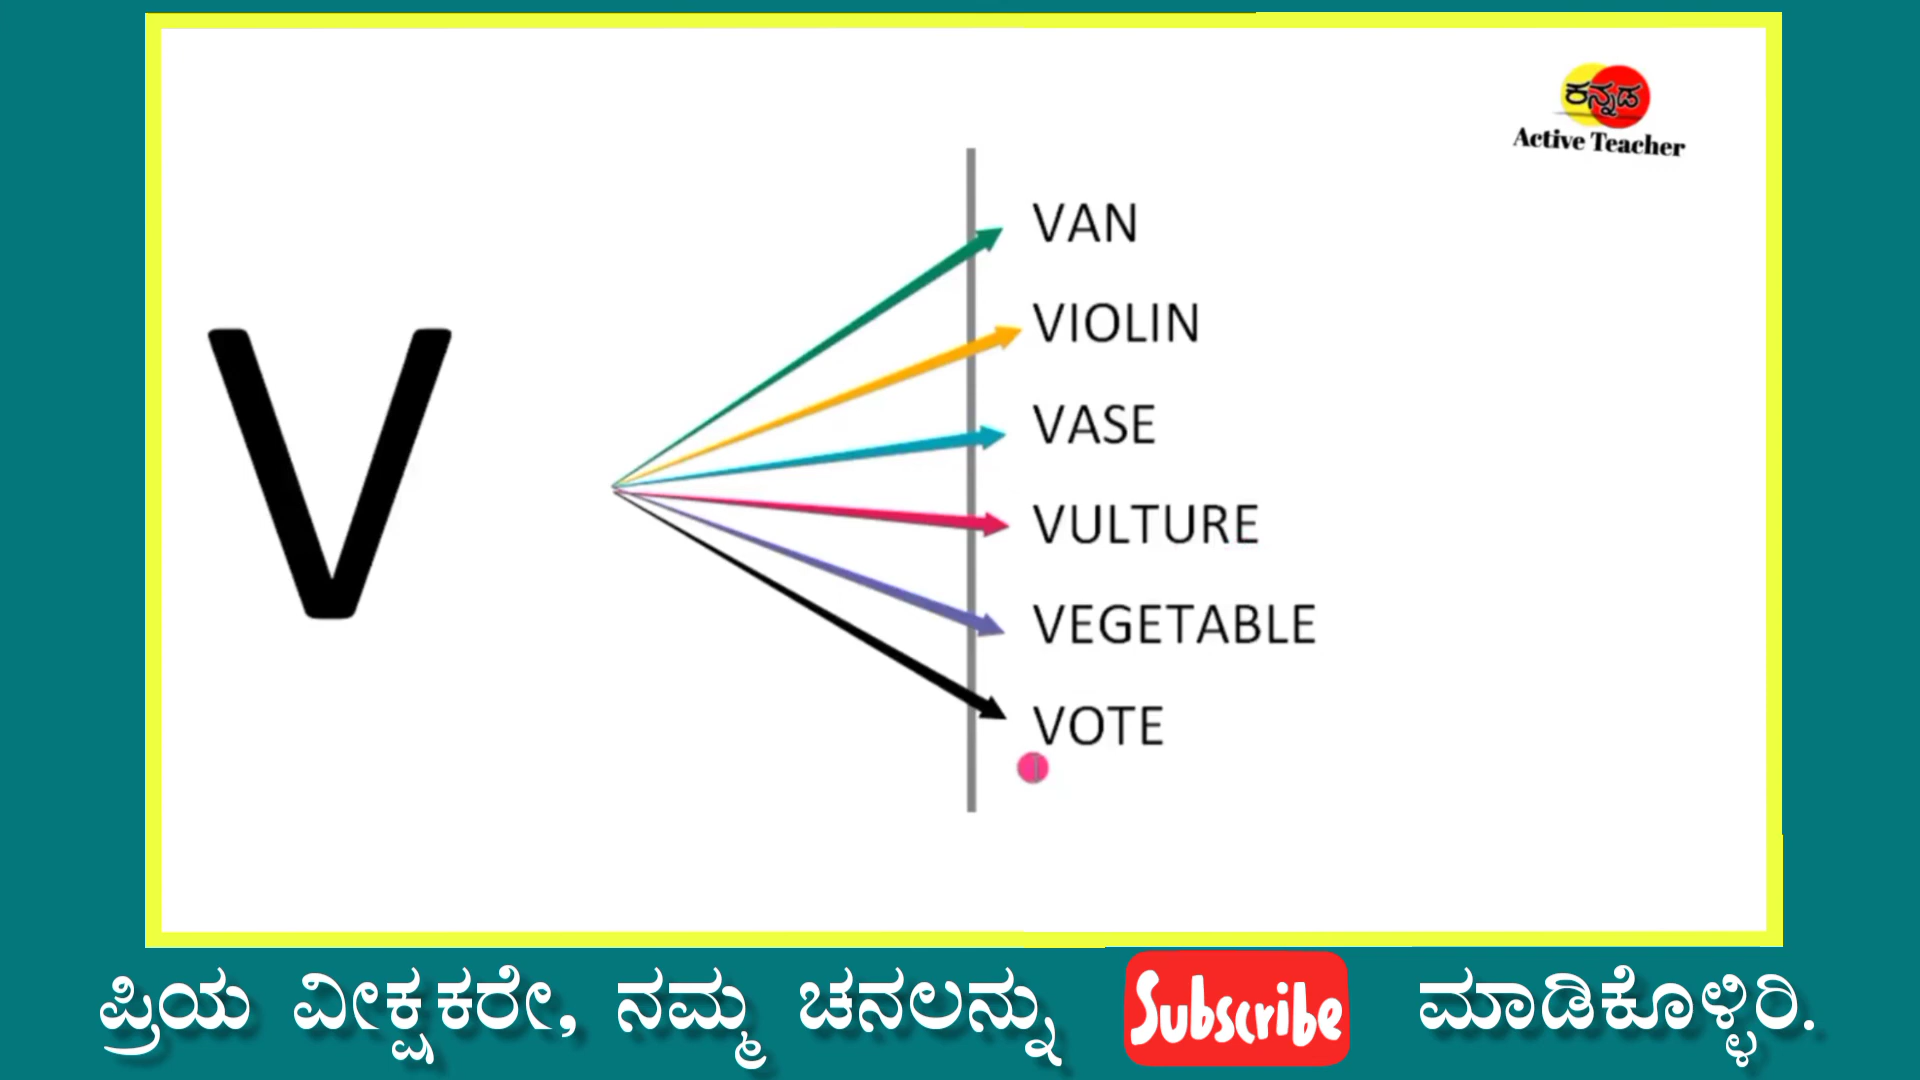 ಕನ್ನಡ
Active Teacher
V
VAN
VIOLIN
VASE
VULTURE
VEGETABLE
VOTE
ಪ್ರಿಯ ವೀಕ್ಷಕರೇ, ನಮ್ಮ ಚನಲನ್ನು Subscribe ಮಾಡಿಕೊಳ್ಳಿರಿ.